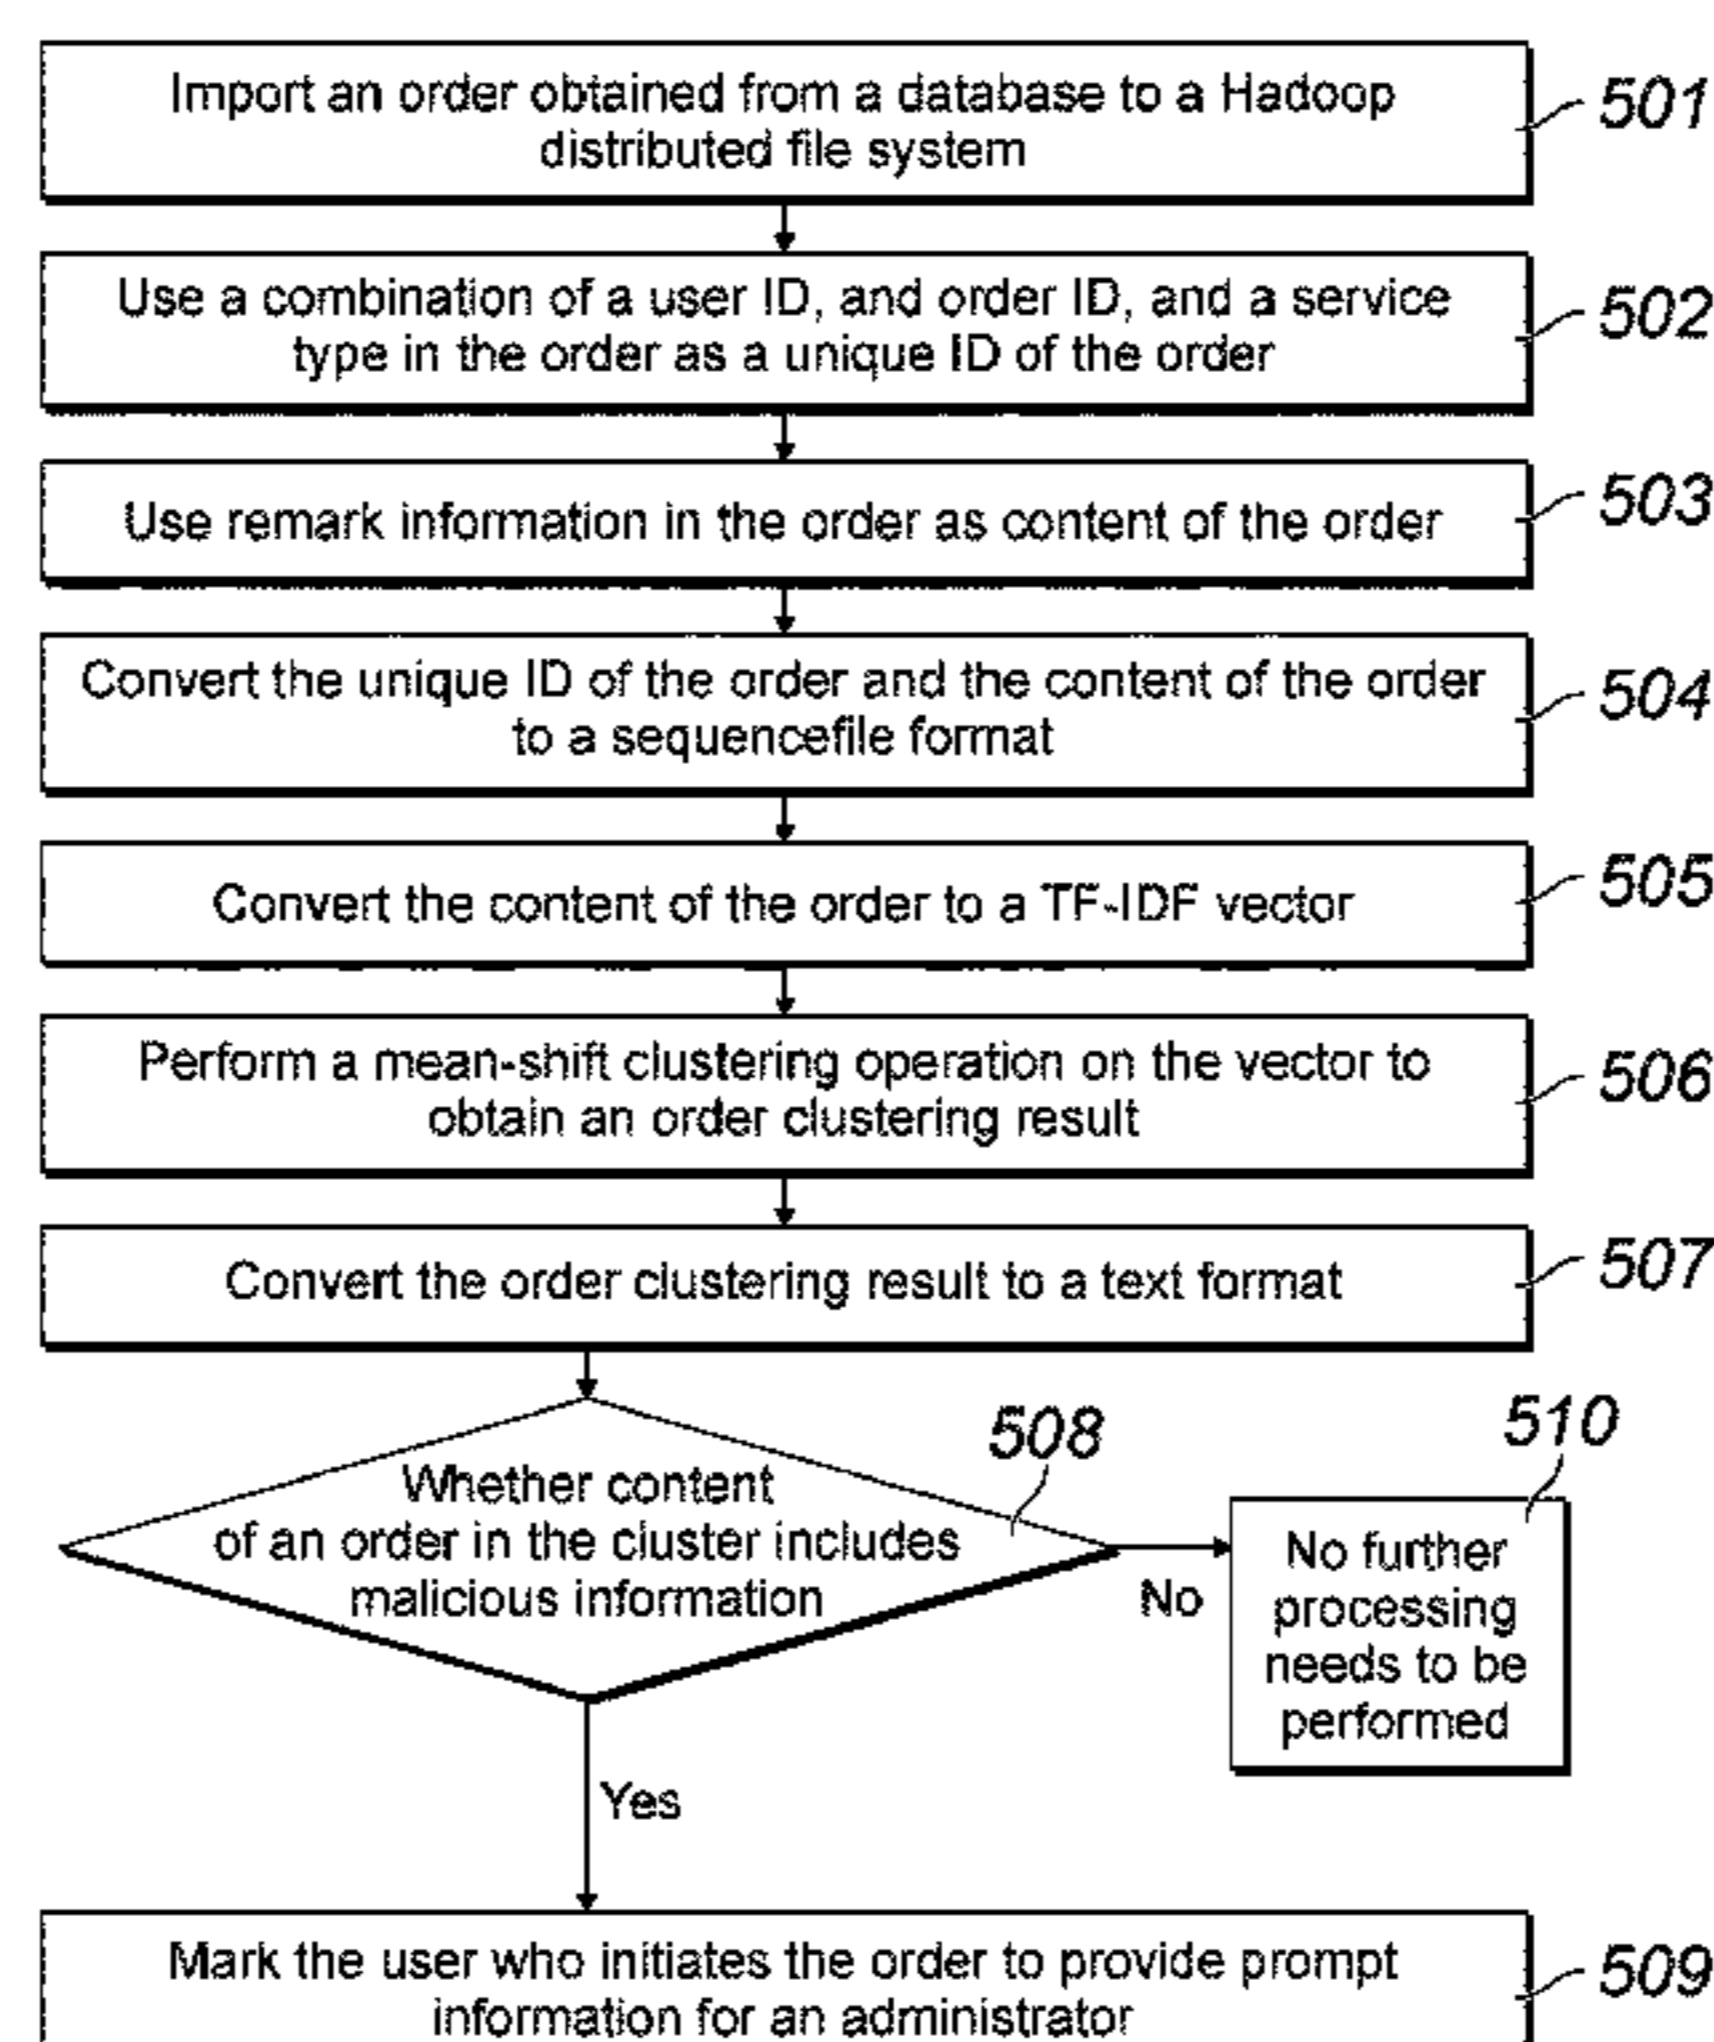 Import an order obtained from a database to a Hadoop
distributed file system
501
Use a combination of a user ID, and order ID, and a service
type in the order as a unique ID of the order
502
Use remark information in the order as content of the order
503
Convert the unique ID of the order and the content of the order
to a sequencefile format
504
Convert the content of the order to a TF-IDF vector
505
Perform a mean-shift clustering operation on the vector to
obtain an order clustering result
506
Convert the order clustering result to a text format
507
Whether content
of an order in the cluster includes
malicious information
508
No
510
No further
processing
needs to be
performed
Yes
Mark the user who initiates the order to provide prompt
information for an administrator
509